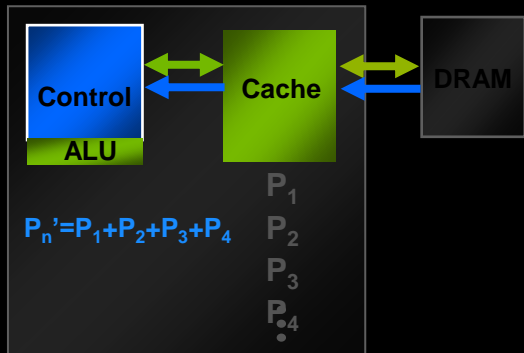 Control
Cache
DRAM
ALU
P₁
Pₙ’=P₁+P₂+P₃+P₄
P₂
P₃
P₄